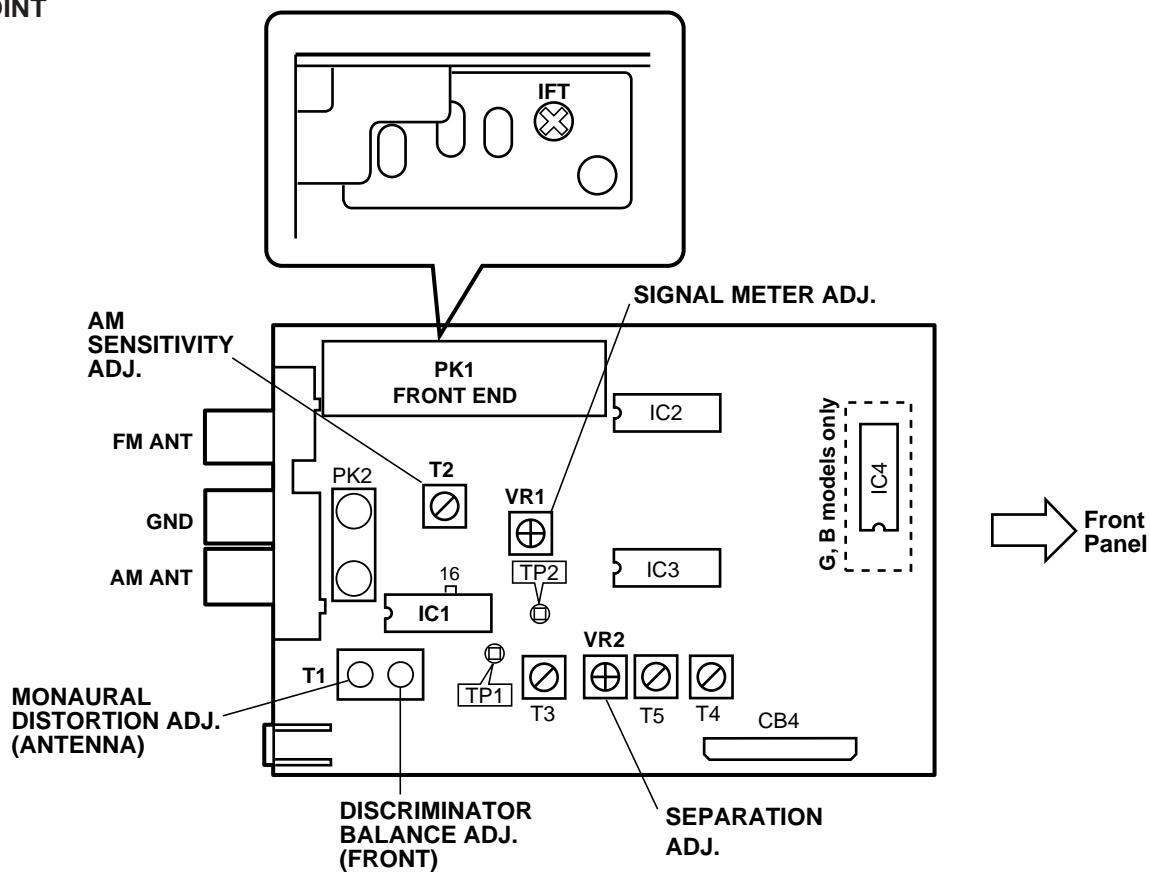 OINT
IFT
SIGNAL METER ADJ.
AM
SENSITIVITY
ADJ.
PK1
FRONT END
IC2
FM ANT
PK2
T2
VR1
G, B models only
IC4
GND
Front
Panel
AM ANT
16
TP2
IC3
IC1
VR2
T1
TP1
T3
T5
T4
CB4
MONAURAL
DISTORTION ADJ.
(ANTENNA)
DISCRIMINATOR
BALANCE ADJ.
(FRONT)
SEPARATION
ADJ.